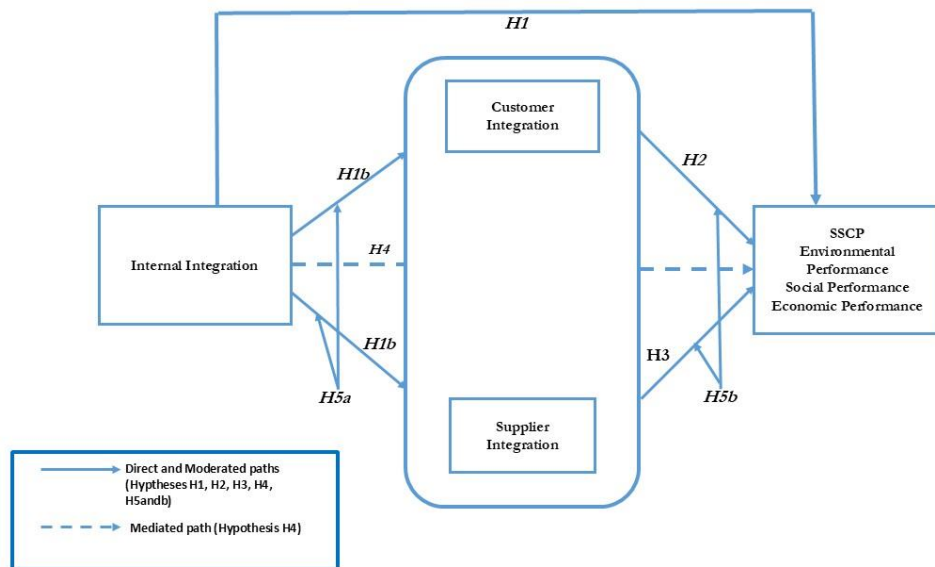 H1
Customer
Integration
H1b
H2
Internal Integration
H4
SSCP
Environmental
Performance
Social Performance
Economic Performance
H1b
H3
H5a
H5b
Supplier
Integration
Direct and Moderated paths
(Hyptheses H1, H2, H3, H4,
H5andb)
Mediated path (Hypothesis H4)